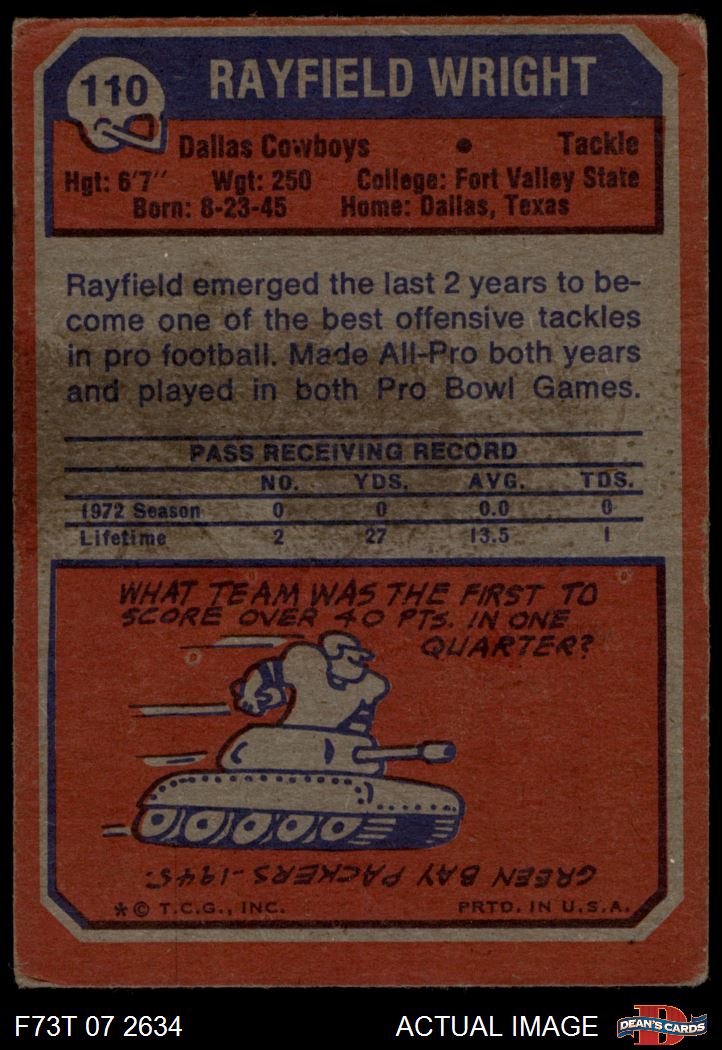 110
RAYFIELD WRIGHT
Dallas Cowboys • Tackle
Hgt: 6'7" Wgt: 250 College: Fort Valley State
Born: 8-23-45 Home: Dallas, Texas
Rayfield emerged the last 2 years to be-
come one of the best offensive tackles
in pro football. Made All-Pro both years
and played in both Pro Bowl Games.
PASS RECEIVING RECORD
NO. YDS. AVG. TDS.
1972 Season 0 0 0.0 0
Lifetime 2 27 13.5 1
WHAT TEAM WAS THE FIRST TO
SCORE OVER 40 PTS. IN ONE
QUARTER?
GREEN BAY PACKERS-1945.
* © T.C.G., INC. PRTD. IN U.S.A.
F73T 07 2634 ACTUAL IMAGE
D
DEAN'S CARDS